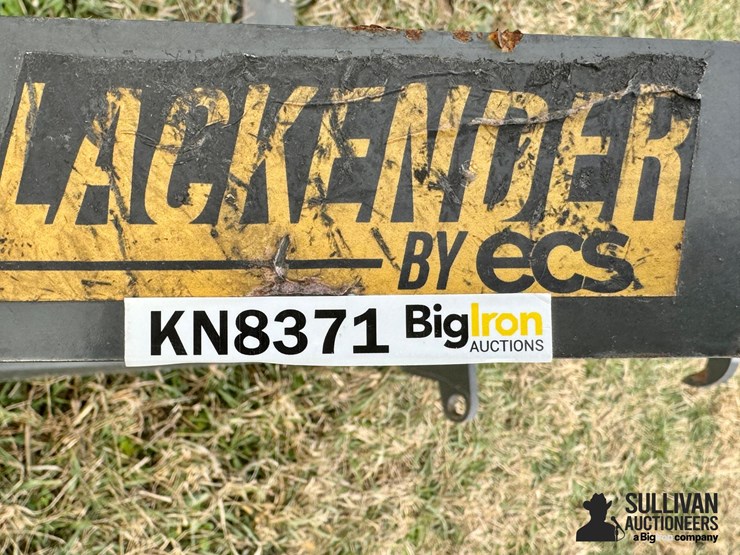 LACKENDER
BY ecs
KN8371 BigIron
AUCTIONS
SULLIVAN
AUCTIONEERS
a BigIron company